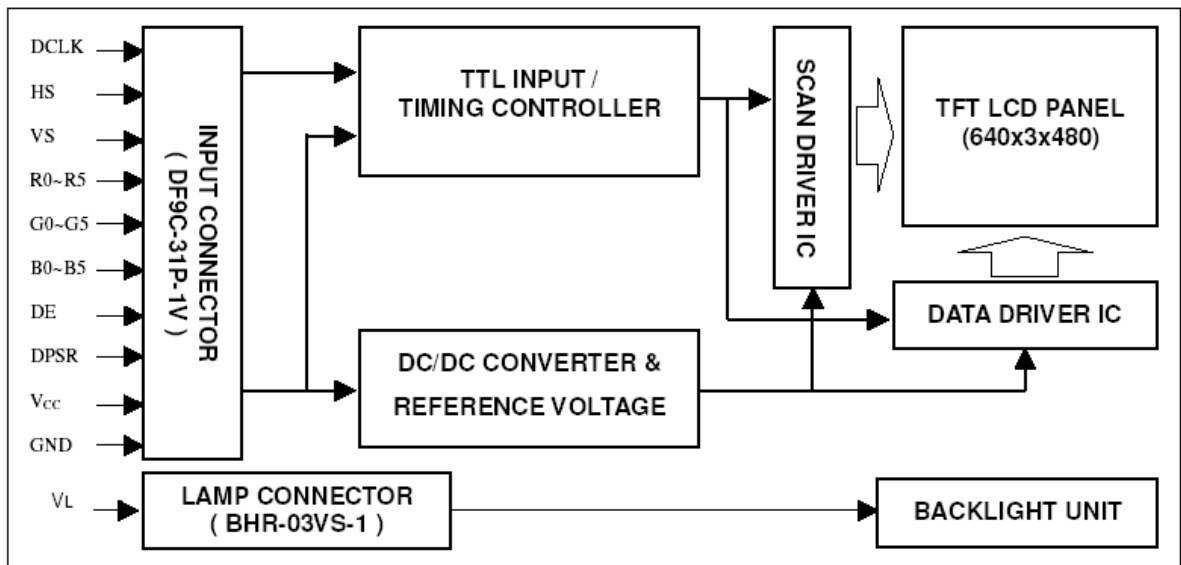 DCLK
HS
VS
R0~R5
G0~G5
B0~B5
DE
DPSR
Vcc
GND
VL
INPUT CONNECTOR
( DF9C-31P-1V )
TTL INPUT /
TIMING CONTROLLER
SCAN DRIVER IC
TFT LCD PANEL
(640x3x480)
DATA DRIVER IC
DC/DC CONVERTER &
REFERENCE VOLTAGE
LAMP CONNECTOR
( BHR-03VS-1 )
BACKLIGHT UNIT